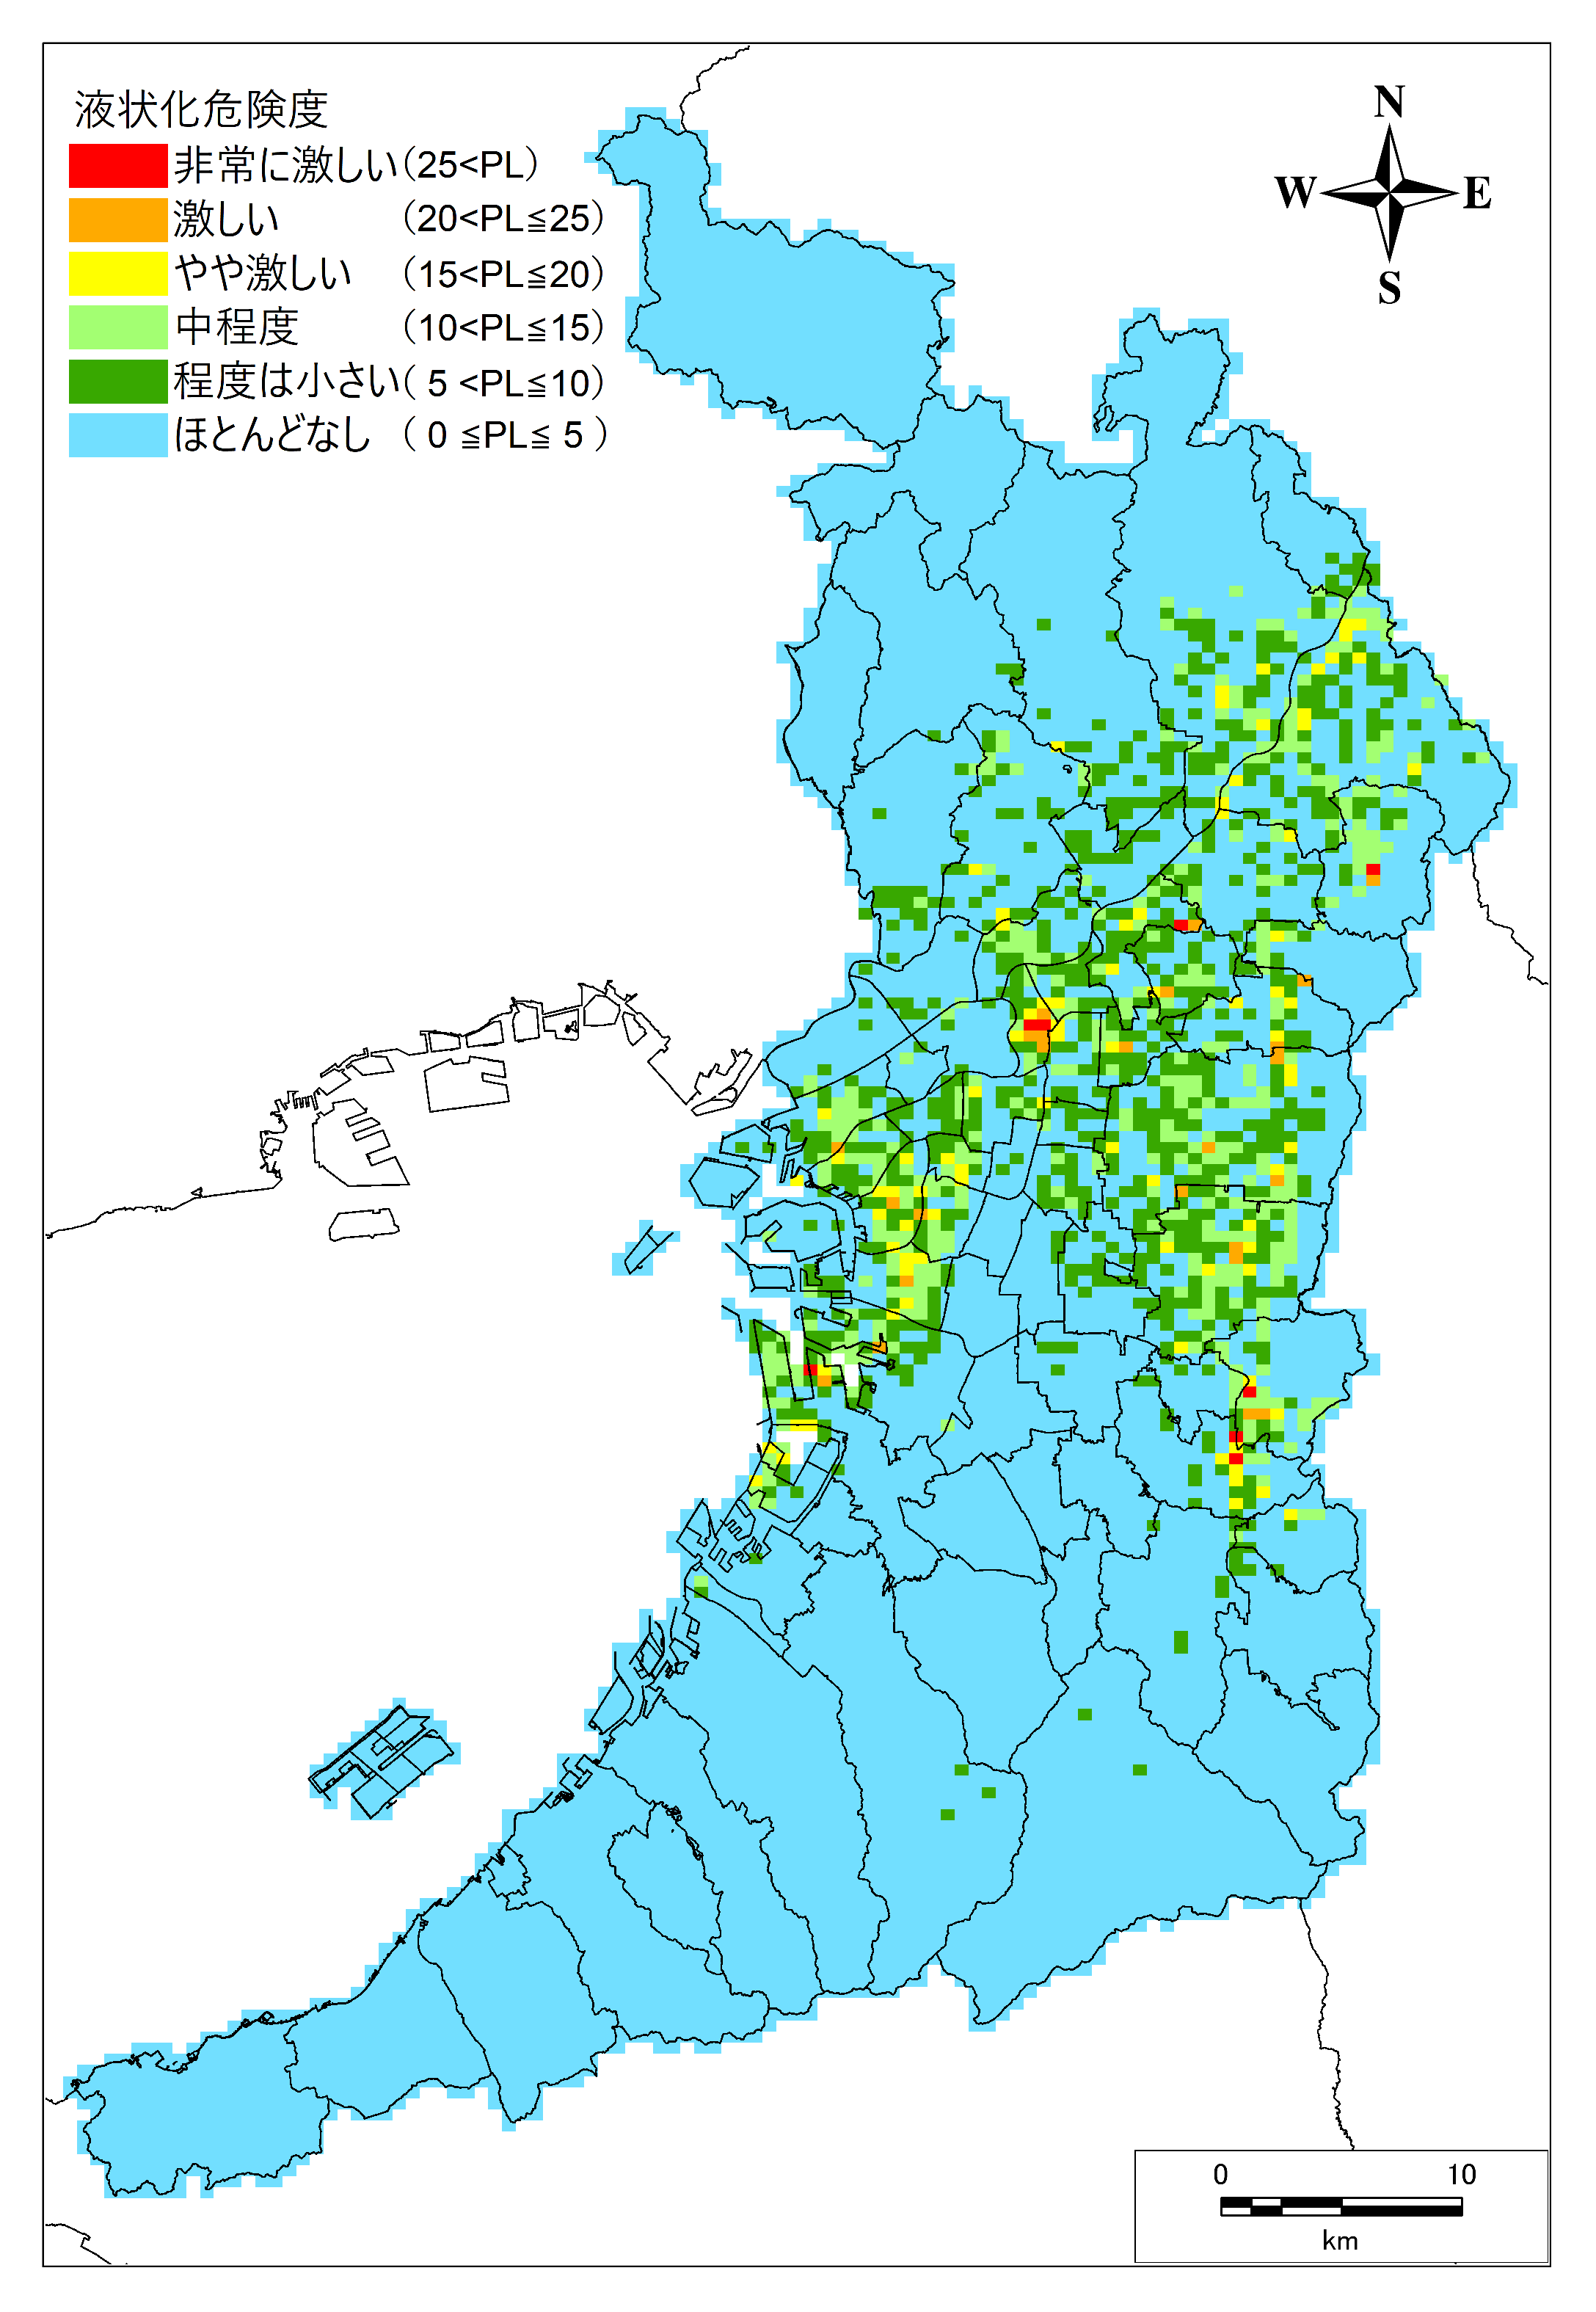 液状化危険度
非常に激しい（25<PL）
激しい （20<PL≦25）
やや激しい （15<PL≦20）
中程度 （10<PL≦15）
程度は小さい（ 5 <PL≦10）
ほとんどなし （ 0 ≦PL≦ 5 ）
N
W E
S
0 10
km